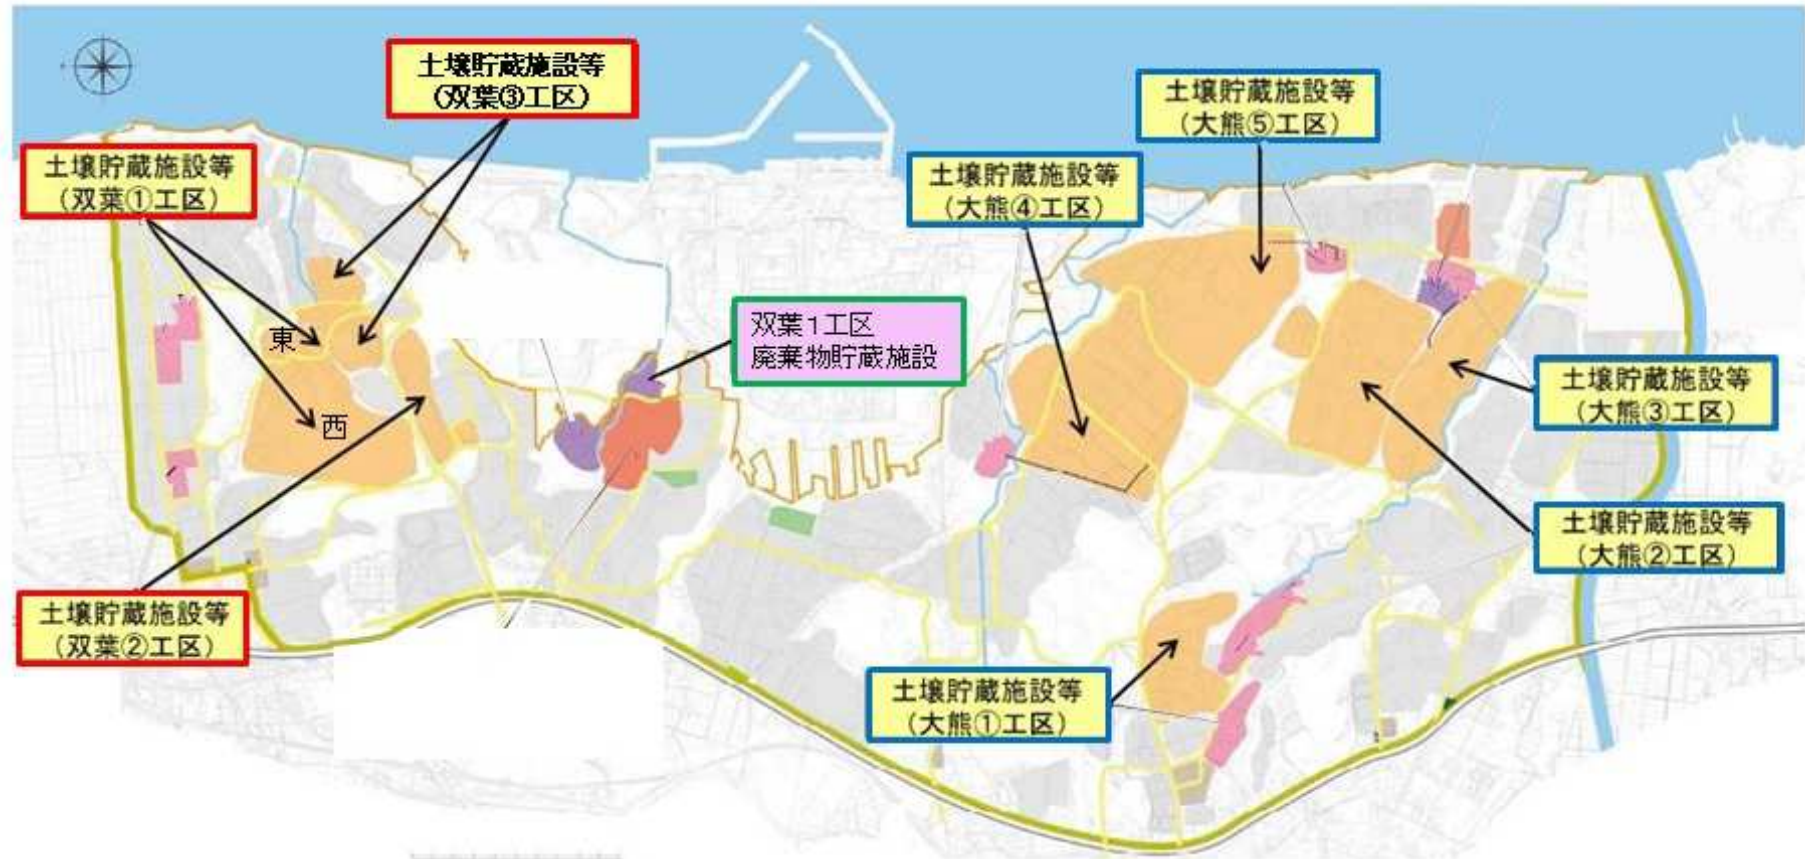 土壌貯蔵施設等
(双葉③工区)
土壌貯蔵施設等
(大熊⑤工区)
土壌貯蔵施設等
(双葉①工区)
土壌貯蔵施設等
(大熊④工区)
東
西
双葉1工区
廃棄物貯蔵施設
土壌貯蔵施設等
(大熊③工区)
土壌貯蔵施設等
(大熊②工区)
土壌貯蔵施設等
(双葉②工区)
土壌貯蔵施設等
(大熊①工区)